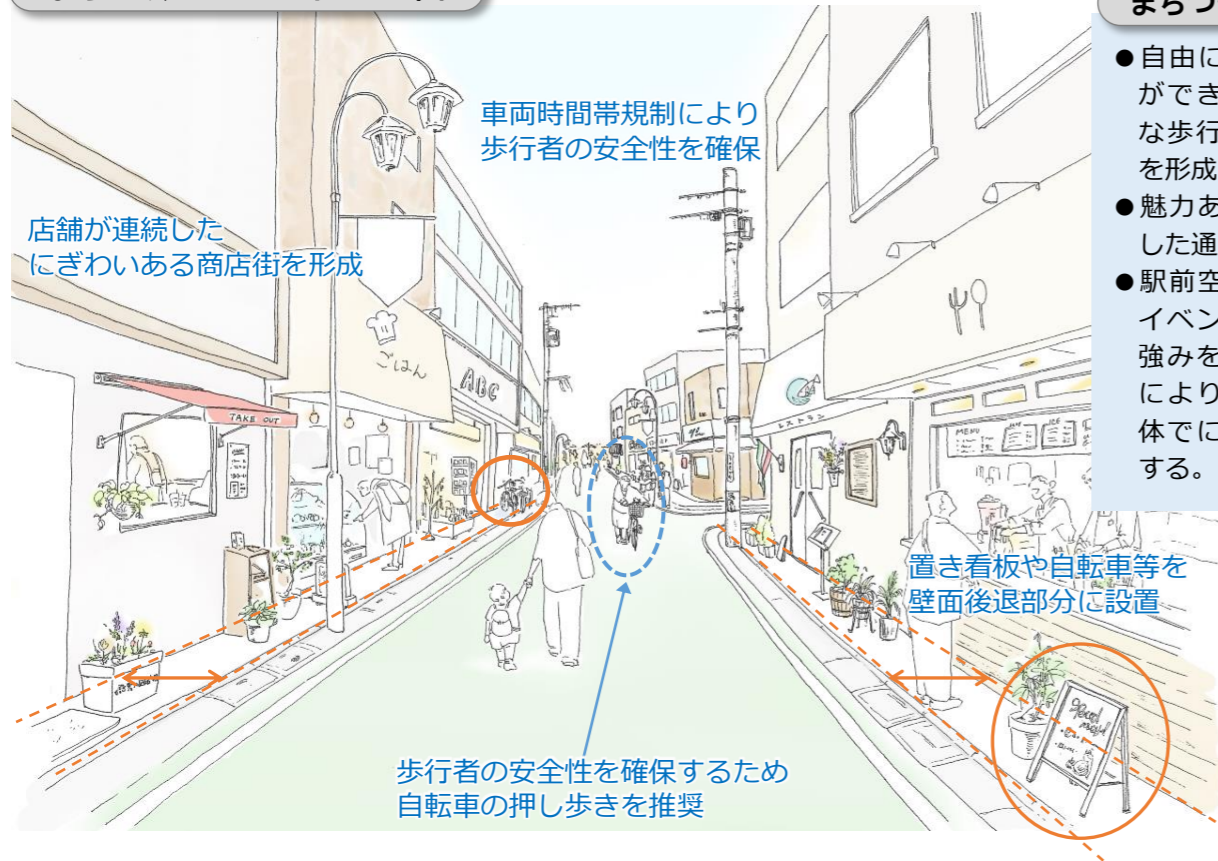 まちづ
●自由に
ができ
な歩行
を形成
●魅力あ
した通
●駅前空
イベン
強みを
により
体でに
する。
車両時間帯規制により
歩行者の安全性を確保
店舗が連続した
にぎわいある商店街を形成
ごはん
ABC
TAKE OUT
レストラン
MENU
置き看板や自転車等を
壁面後退部分に設置
歩行者の安全性を確保するため
自転車の押し歩きを推奨